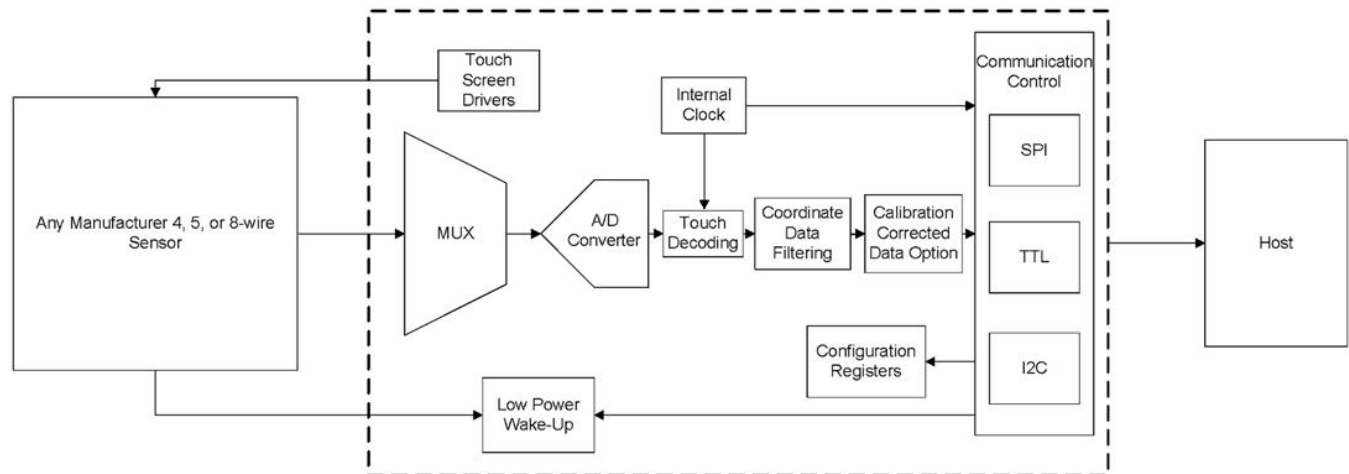 Touch
Screen
Drivers
Communication
Control
Internal
Clock
SPI
Any Manufacturer 4, 5, or 8-wire
Sensor
MUX
A/D
Converter
Touch
Decoding
Coordinate
Data
Filtering
Calibration
Corrected
Data Option
TTL
Host
Configuration
Registers
I2C
Low Power
Wake-Up